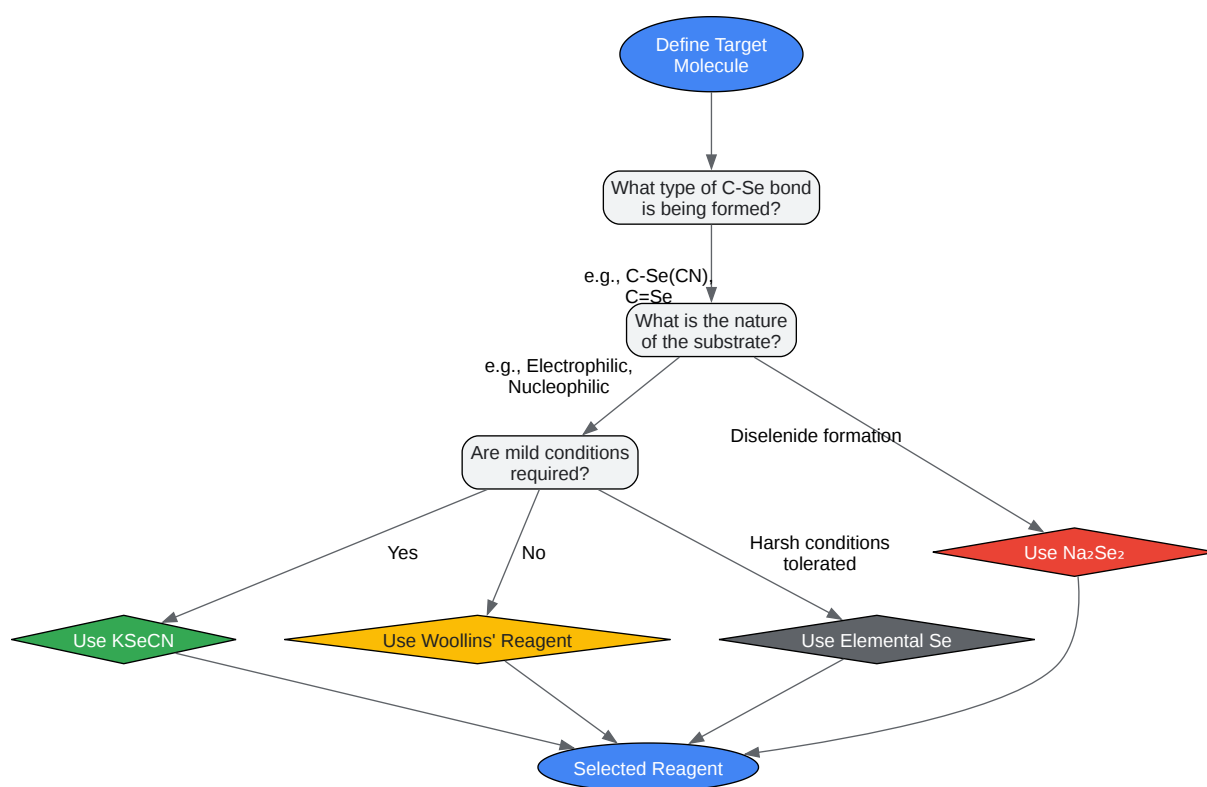 Define Target
Molecule
What type of C-Se bond
is being formed?
e.g., C-Se(CN),
C=Se
What is the nature
of the substrate?
e.g., Electrophilic,
Nucleophilic
Diselenide formation
Are mild conditions
required?
Yes
No
Harsh conditions
tolerated
Use Na₂Se₂
Use KSeCN
Use Woollins' Reagent
Use Elemental Se
Selected Reagent